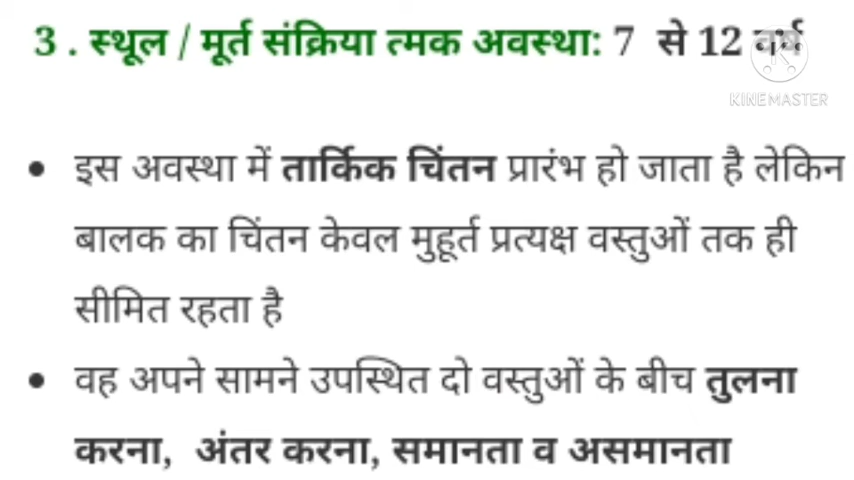 3 . स्थूल / मूर्त संक्रिया त्मक अवस्था: 7 से 12 वर्ष
KINEMASTER
• इस अवस्था में तार्किक चिंतन प्रारंभ हो जाता है लेकिन
बालक का चिंतन केवल मुहूर्त प्रत्यक्ष वस्तुओं तक ही
सीमित रहता है
• वह अपने सामने उपस्थित दो वस्तुओं के बीच तुलना
करना, अंतर करना, समानता व असमानता